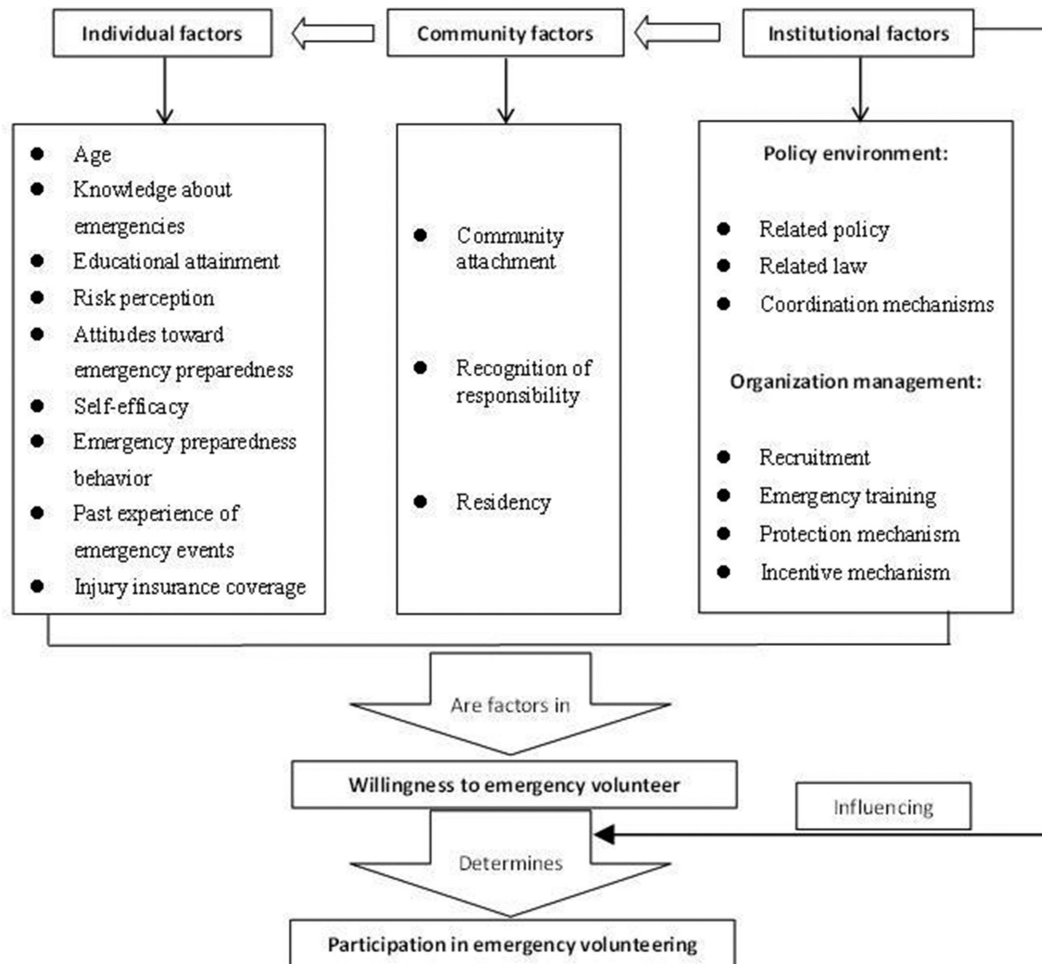 Individual factors
Community factors
Institutional factors
Age
Knowledge about
emergencies
Educational attainment
Risk perception
Attitudes toward
emergency preparedness
Self-efficacy
Emergency preparedness
behavior
Past experience of
emergency events
Injury insurance coverage
Community
attachment
Recognition of
responsibility
Residency
Policy environment:
Related policy
Related law
Coordination mechanisms
Organization management:
Recruitment
Emergency training
Protection mechanism
Incentive mechanism
Are factors in
Willingness to emergency volunteer
Influencing
Determines
Participation in emergency volunteering